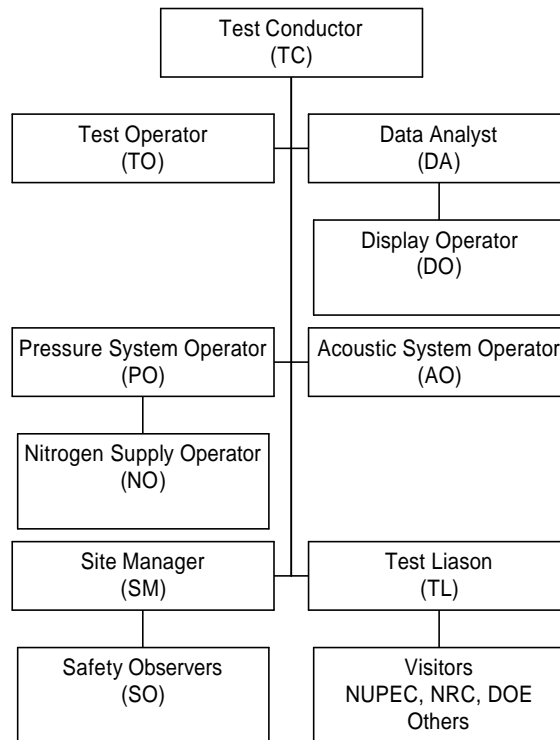 Test Conductor
(TC)
Test Operator
(TO)
Data Analyst
(DA)
Display Operator
(DO)
Pressure System Operator
(PO)
Acoustic System Operator
(AO)
Nitrogen Supply Operator
(NO)
Site Manager
(SM)
Test Liason
(TL)
Safety Observers
(SO)
Visitors
NUPEC, NRC, DOE
Others